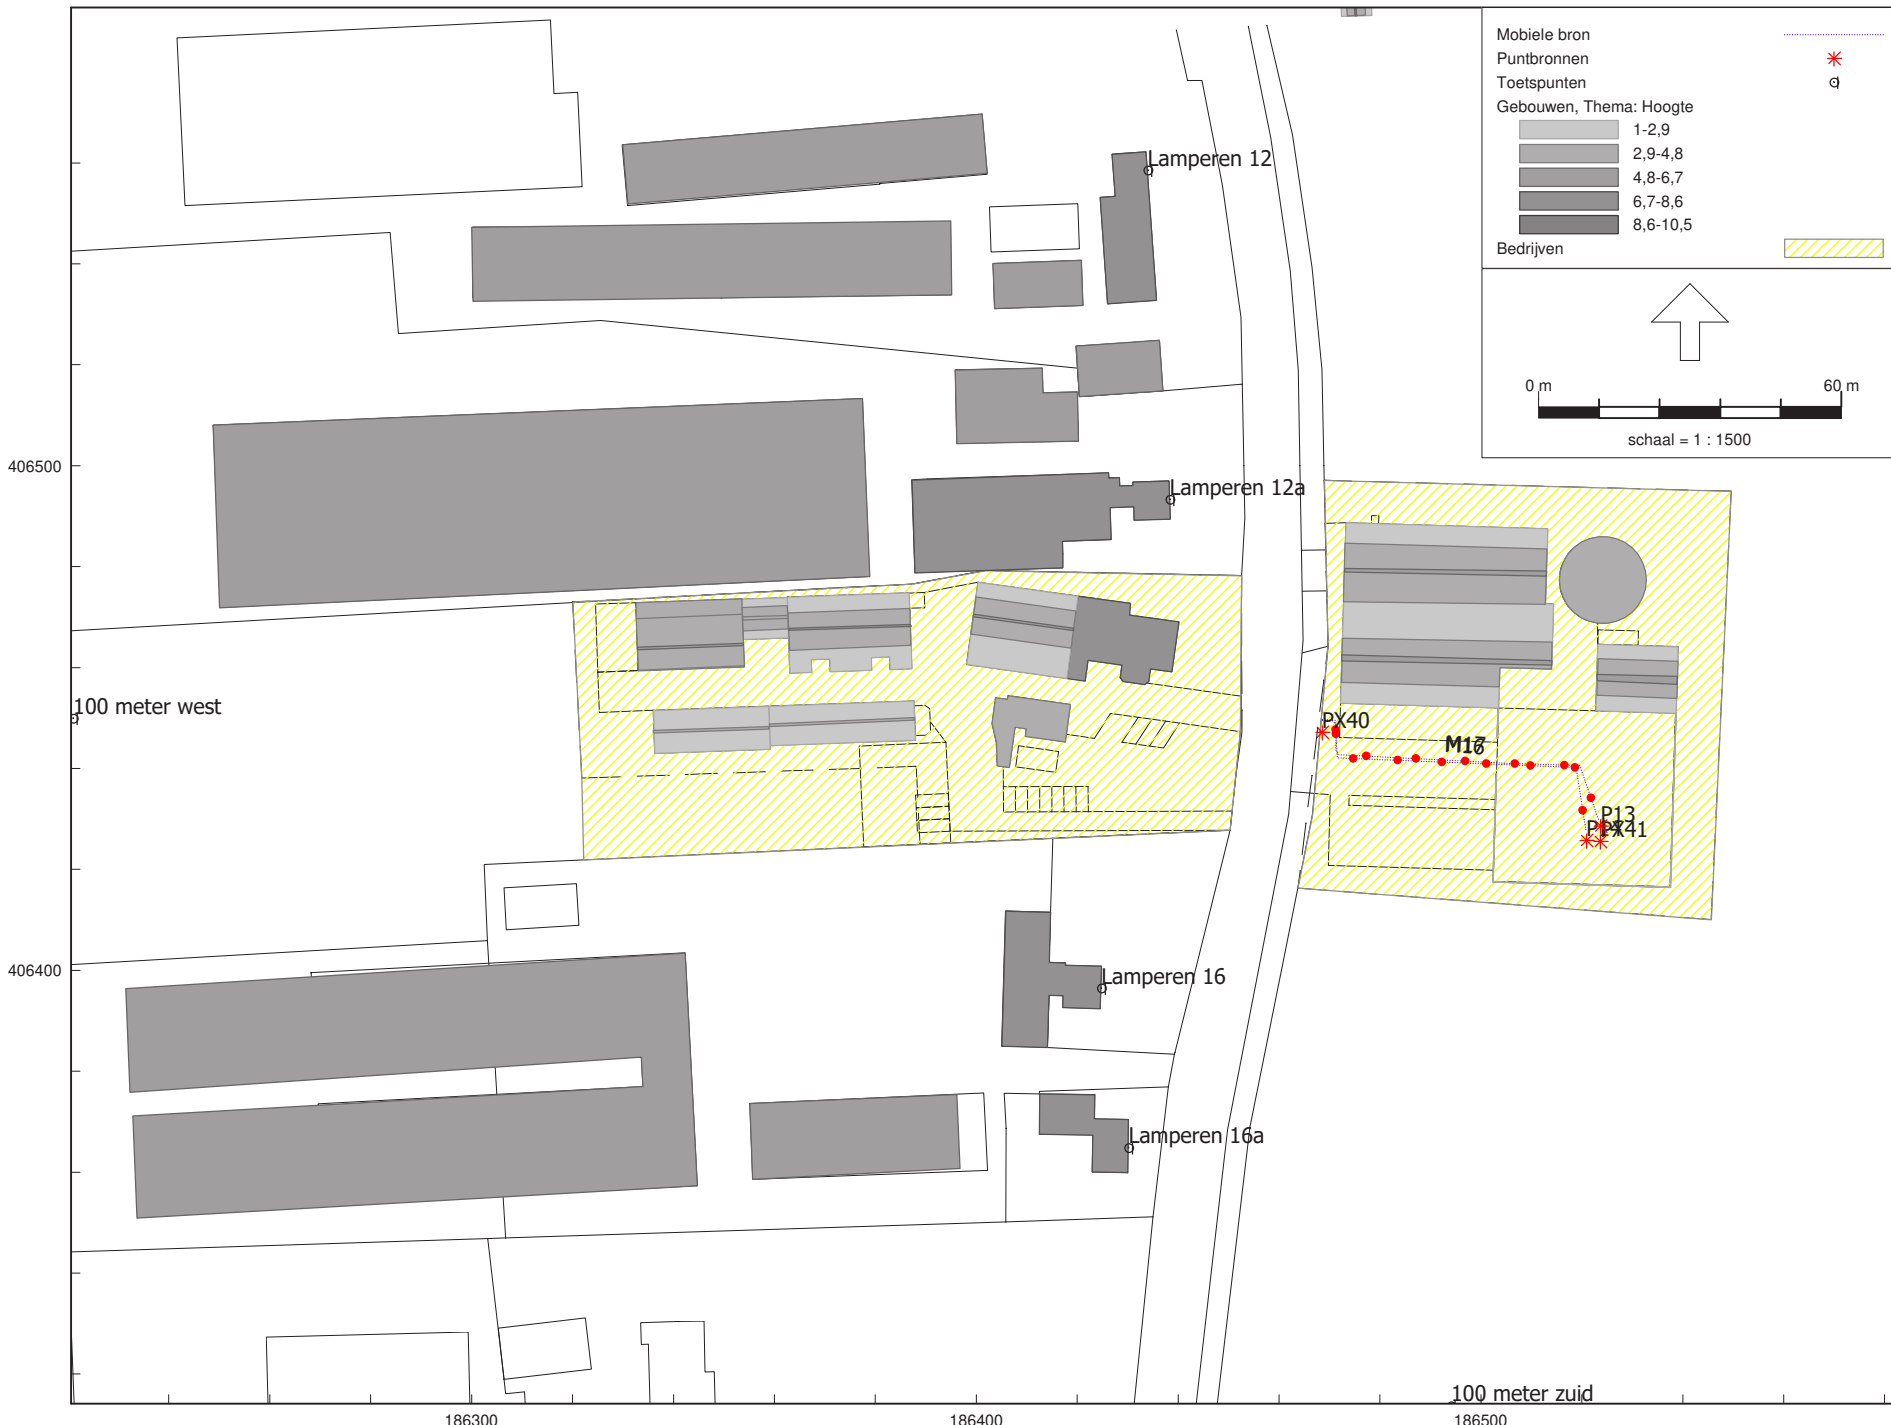 Mobiele bron
Puntbronnen
Toetspunten
Gebouwen, Thema: Hoogte
1-2,9
2,9-4,8
4,8-6,7
6,7-8,6
8,6-10,5
Bedrijven
0 m 60 m
schaal = 1 : 1500
Lamperen 12
406500
Lamperen 12a
100 meter west
PX40
P13
PX41
406400
Lamperen 16
Lamperen 16a
100 meter zuid
186300 186400 186500